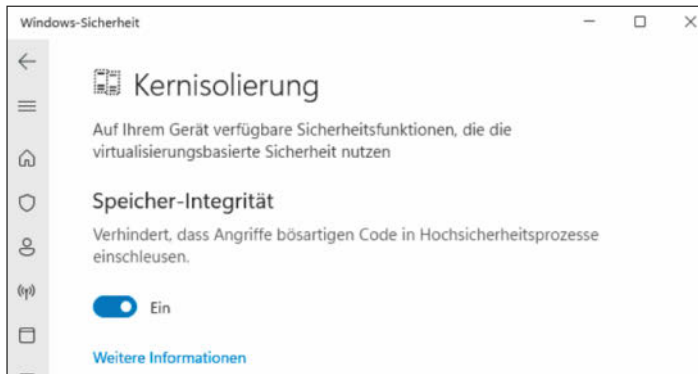 Windows-Sicherheit
Kernisolierung
Auf Ihrem Gerät verfügbare Sicherheitsfunktionen, die die
virtualisierungsbasierte Sicherheit nutzen
Speicher-Integrität
Verhindert, dass Angriffe bösartigen Code in Hochsicherheitsprozesse
einschleusen.
Ein
Weitere Informationen